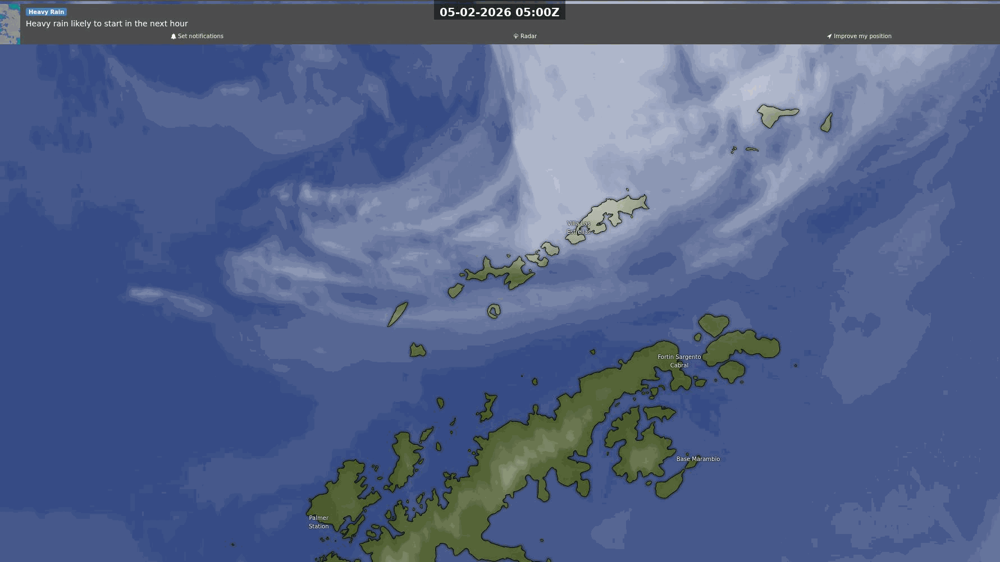 05-02-2026 05:00Z
Heavy Rain
Heavy rain likely to start in the next hour
Set notifications
Radar
Improve my position
Villa Las
Estrellas
Fortin Sargento
Cabral
Base Marambio
Palmer
Station